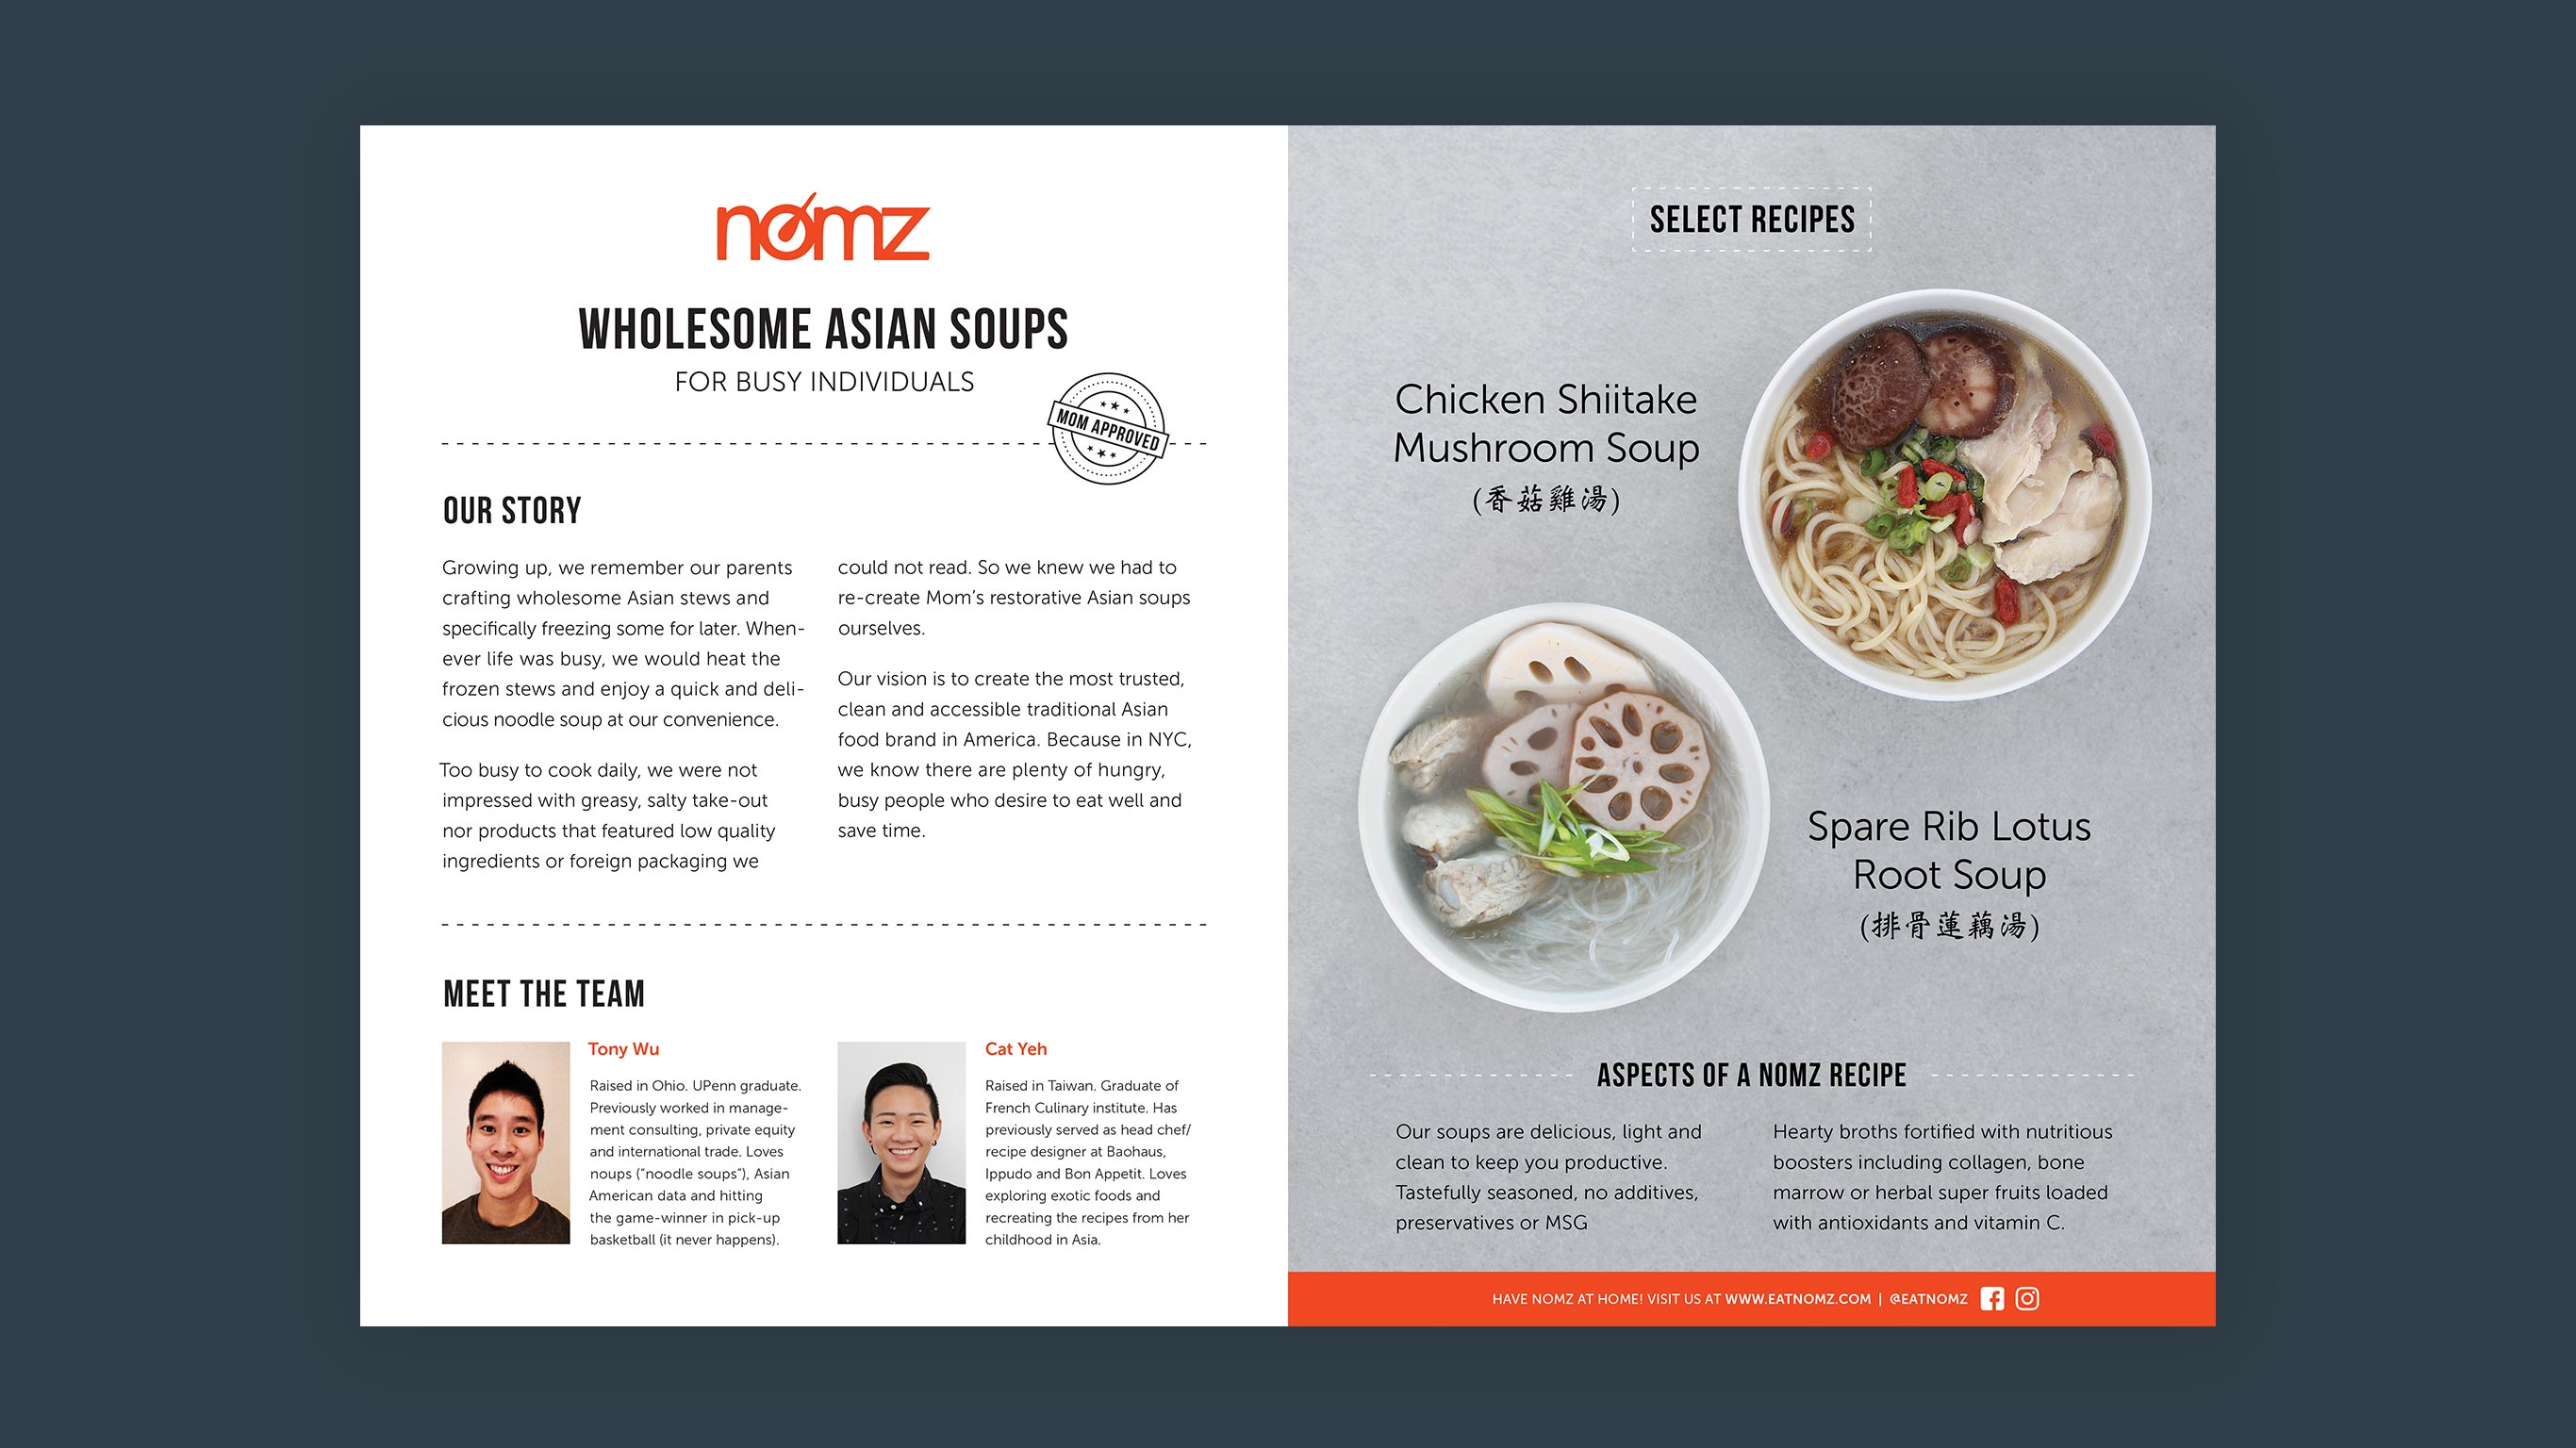 nomz
WHOLESOME ASIAN SOUPS
FOR BUSY INDIVIDUALS
MOM APPROVED
OUR STORY
Growing up, we remember our parents
crafting wholesome Asian stews and
specifically freezing some for later. When-
ever life was busy, we would heat the
frozen stews and enjoy a quick and deli-
cious noodle soup at our convenience.
Too busy to cook daily, we were not
impressed with greasy, salty take-out
nor products that featured low quality
ingredients or foreign packaging we
could not read. So we knew we had to
re-create Mom’s restorative Asian soups
ourselves.
Our vision is to create the most trusted,
clean and accessible traditional Asian
food brand in America. Because in NYC,
we know there are plenty of hungry,
busy people who desire to eat well and
save time.
MEET THE TEAM
Tony Wu
Raised in Ohio. UPenn graduate.
Previously worked in manage-
ment consulting, private equity
and international trade. Loves
noups (“noodle soups”), Asian
American data and hitting
the game-winner in pick-up
basketball (it never happens).
Cat Yeh
Raised in Taiwan. Graduate of
French Culinary institute. Has
previously served as head chef/
recipe designer at Baohaus,
Ippudo and Bon Appetit. Loves
exploring exotic foods and
recreating the recipes from her
childhood in Asia.
SELECT RECIPES
Chicken Shiitake
Mushroom Soup
(香菇雞湯)
Spare Rib Lotus
Root Soup
(排骨蓮藕湯)
ASPECTS OF A NOMZ RECIPE
Our soups are delicious, light and
clean to keep you productive.
Tastefully seasoned, no additives,
preservatives or MSG
Hearty broths fortified with nutritious
boosters including collagen, bone
marrow or herbal super fruits loaded
with antioxidants and vitamin C.
HAVE NOMZ AT HOME! VISIT US AT WWW.EATNOMZ.COM | @EATNOMZ